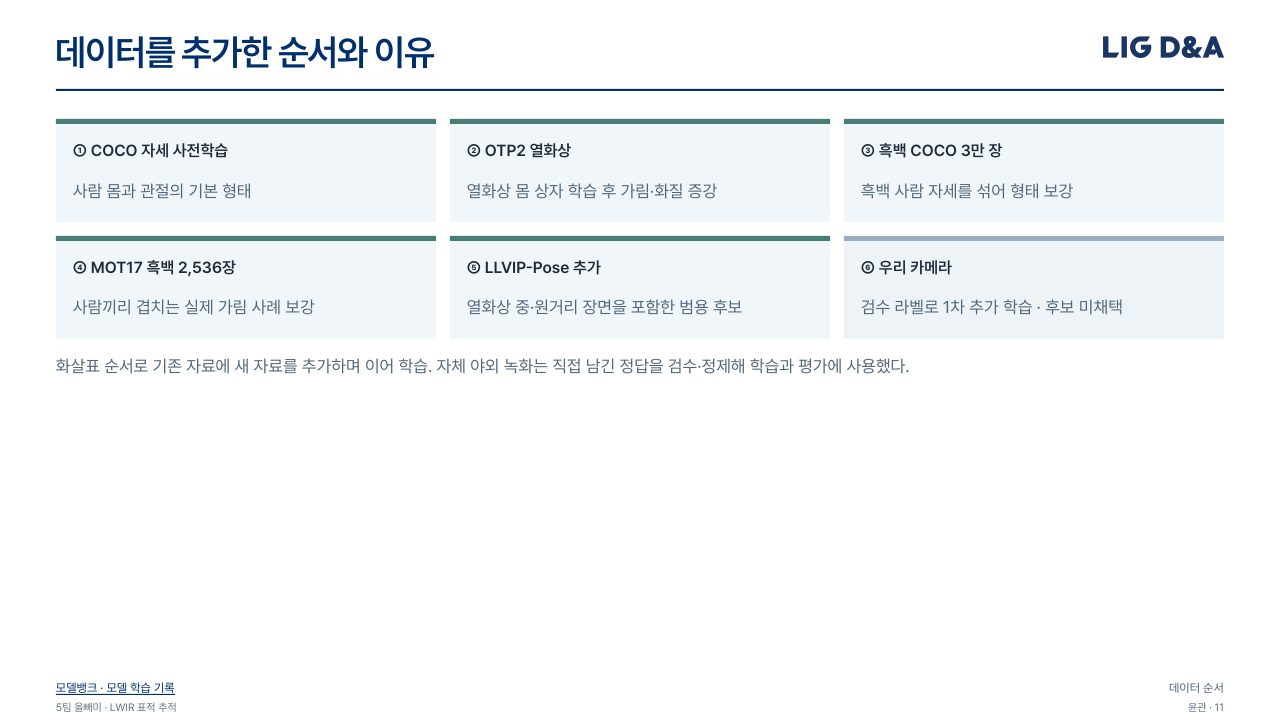 데이터를 추가한 순서와 이유
LIG D&A
① COCO 자세 사전학습
사람 몸과 관절의 기본 형태
② OTP2 열화상
열화상 몸 상자 학습 후 가림·화질 증강
③ 흑백 COCO 3만 장
흑백 사람 자세를 섞어 형태 보강
④ MOT17 흑백 2,536장
사람끼리 겹치는 실제 가림 사례 보강
⑤ LLVIP-Pose 추가
열화상 중·원거리 장면을 포함한 범용 후보
⑥ 우리 카메라
검수 라벨로 1차 추가 학습 · 후보 미채택
화살표 순서로 기존 자료에 새 자료를 추가하며 이어 학습. 자체 야외 녹화는 직접 남긴 정답을 검수·정제해 학습과 평가에 사용했다.
모델뱅크 · 모델 학습 기록
5팀 올빼미 · LWIR 표적 추적
데이터 순서
윤관 · 11